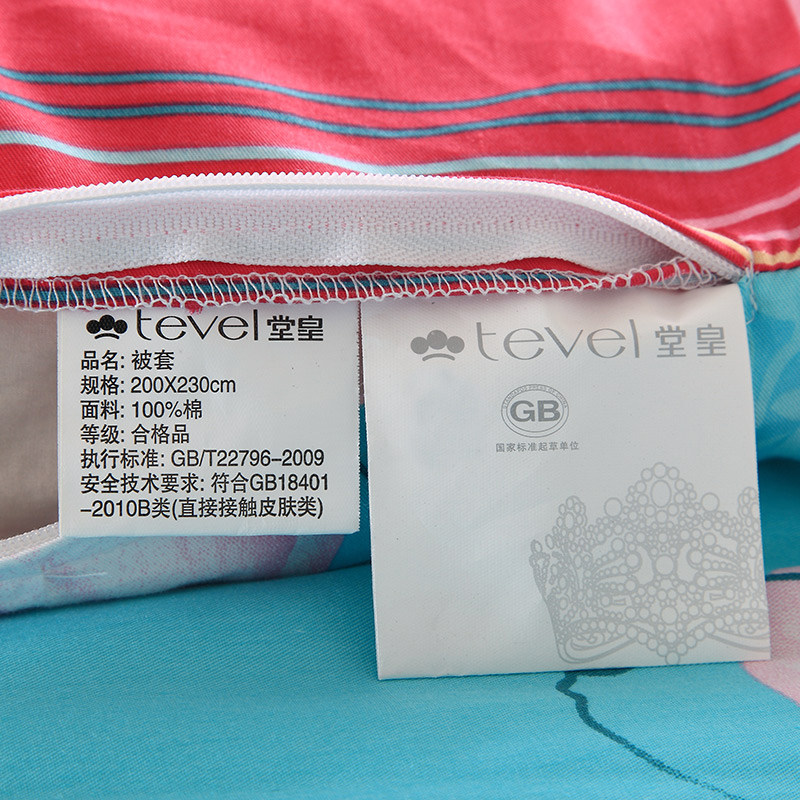 tevel 堂皇
品名: 被套
规格: 200X230cm
面料: 100%棉
等级: 合格品
执行标准: GB/T22796-2009
安全技术要求: 符合GB18401
-2010B类(直接接触皮肤类)
tevel 堂皇
GB
国家标准起草单位